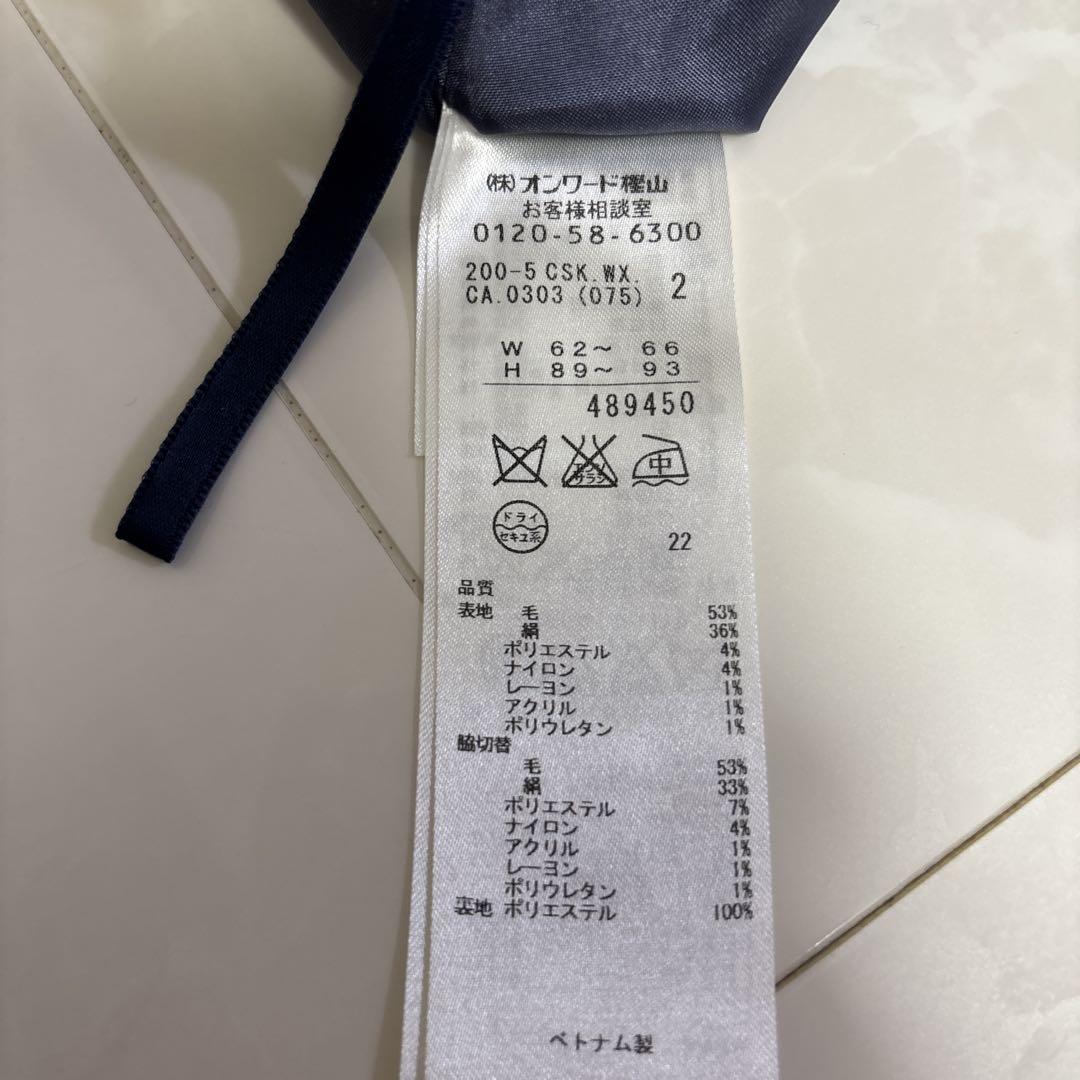 (株)オンワード樫山
お客様相談室
0120-58-6300
200-5 CSK.WX.
CA.0303 (075) 2
W 62～ 66
H 89～ 93
489450
エンソ
サラシ
中
ドライ
セキユ系
22
品質
表地 毛 53%
絹 36%
ポリエステル 4%
ナイロン 4%
レーヨン 1%
アクリル 1%
ポリウレタン 1%
脇切替
毛 53%
絹 33%
ポリエステル 7%
ナイロン 4%
アクリル 1%
レーヨン 1%
ポリウレタン 1%
裏地 ポリエステル 100%
ベトナム製